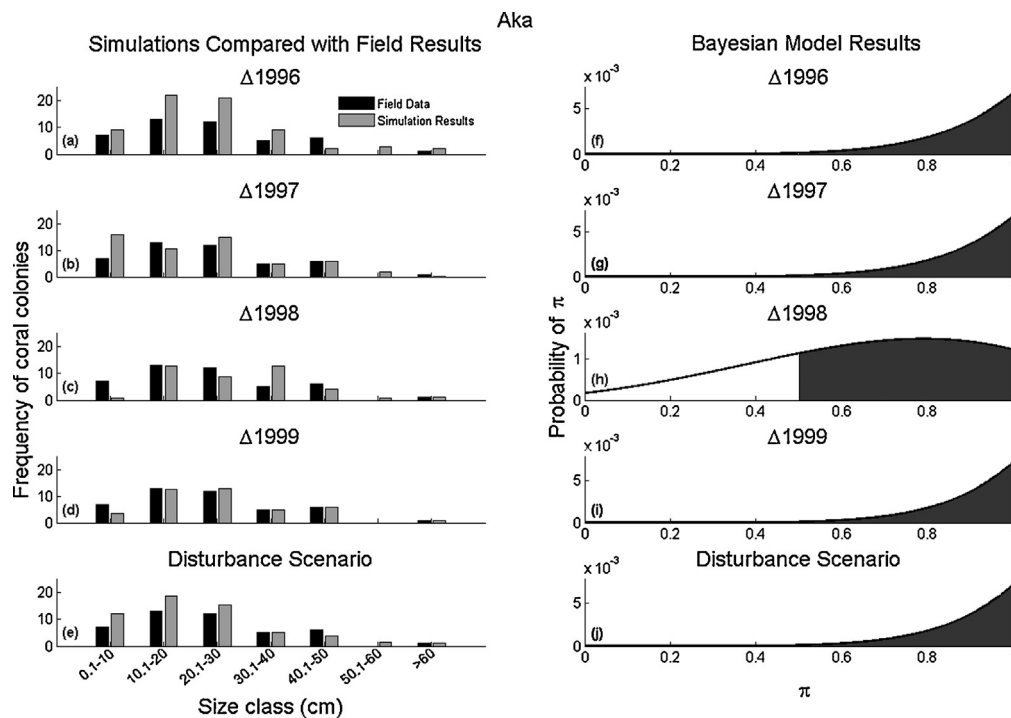 Aka
Simulations Compared with Field Results
Δ1996
20
10
0
(a)
Field Data
Simulation Results
Δ1997
20
10
0
(b)
Δ1998
20
10
0
(c)
Δ1999
20
10
0
(d)
Disturbance Scenario
20
10
0
(e)
0.1-10
10.1-20
20.1-30
30.1-40
40.1-50
50.1-60
>60
Size class (cm)
Frequency of coral colonies
Bayesian Model Results
x 10⁻³
Δ1996
5
0
(f)
0 0.2 0.4 0.6 0.8
x 10⁻³
Δ1997
5
0
(g)
0 0.2 0.4 0.6 0.8
x 10⁻³
Δ1998
1
0
(h)
0 0.2 0.4 0.6 0.8
x 10⁻³
Δ1999
5
0
(i)
0 0.2 0.4 0.6 0.8
x 10⁻³
Disturbance Scenario
5
0
(j)
0 0.2 0.4 0.6 0.8
π
Probability of π